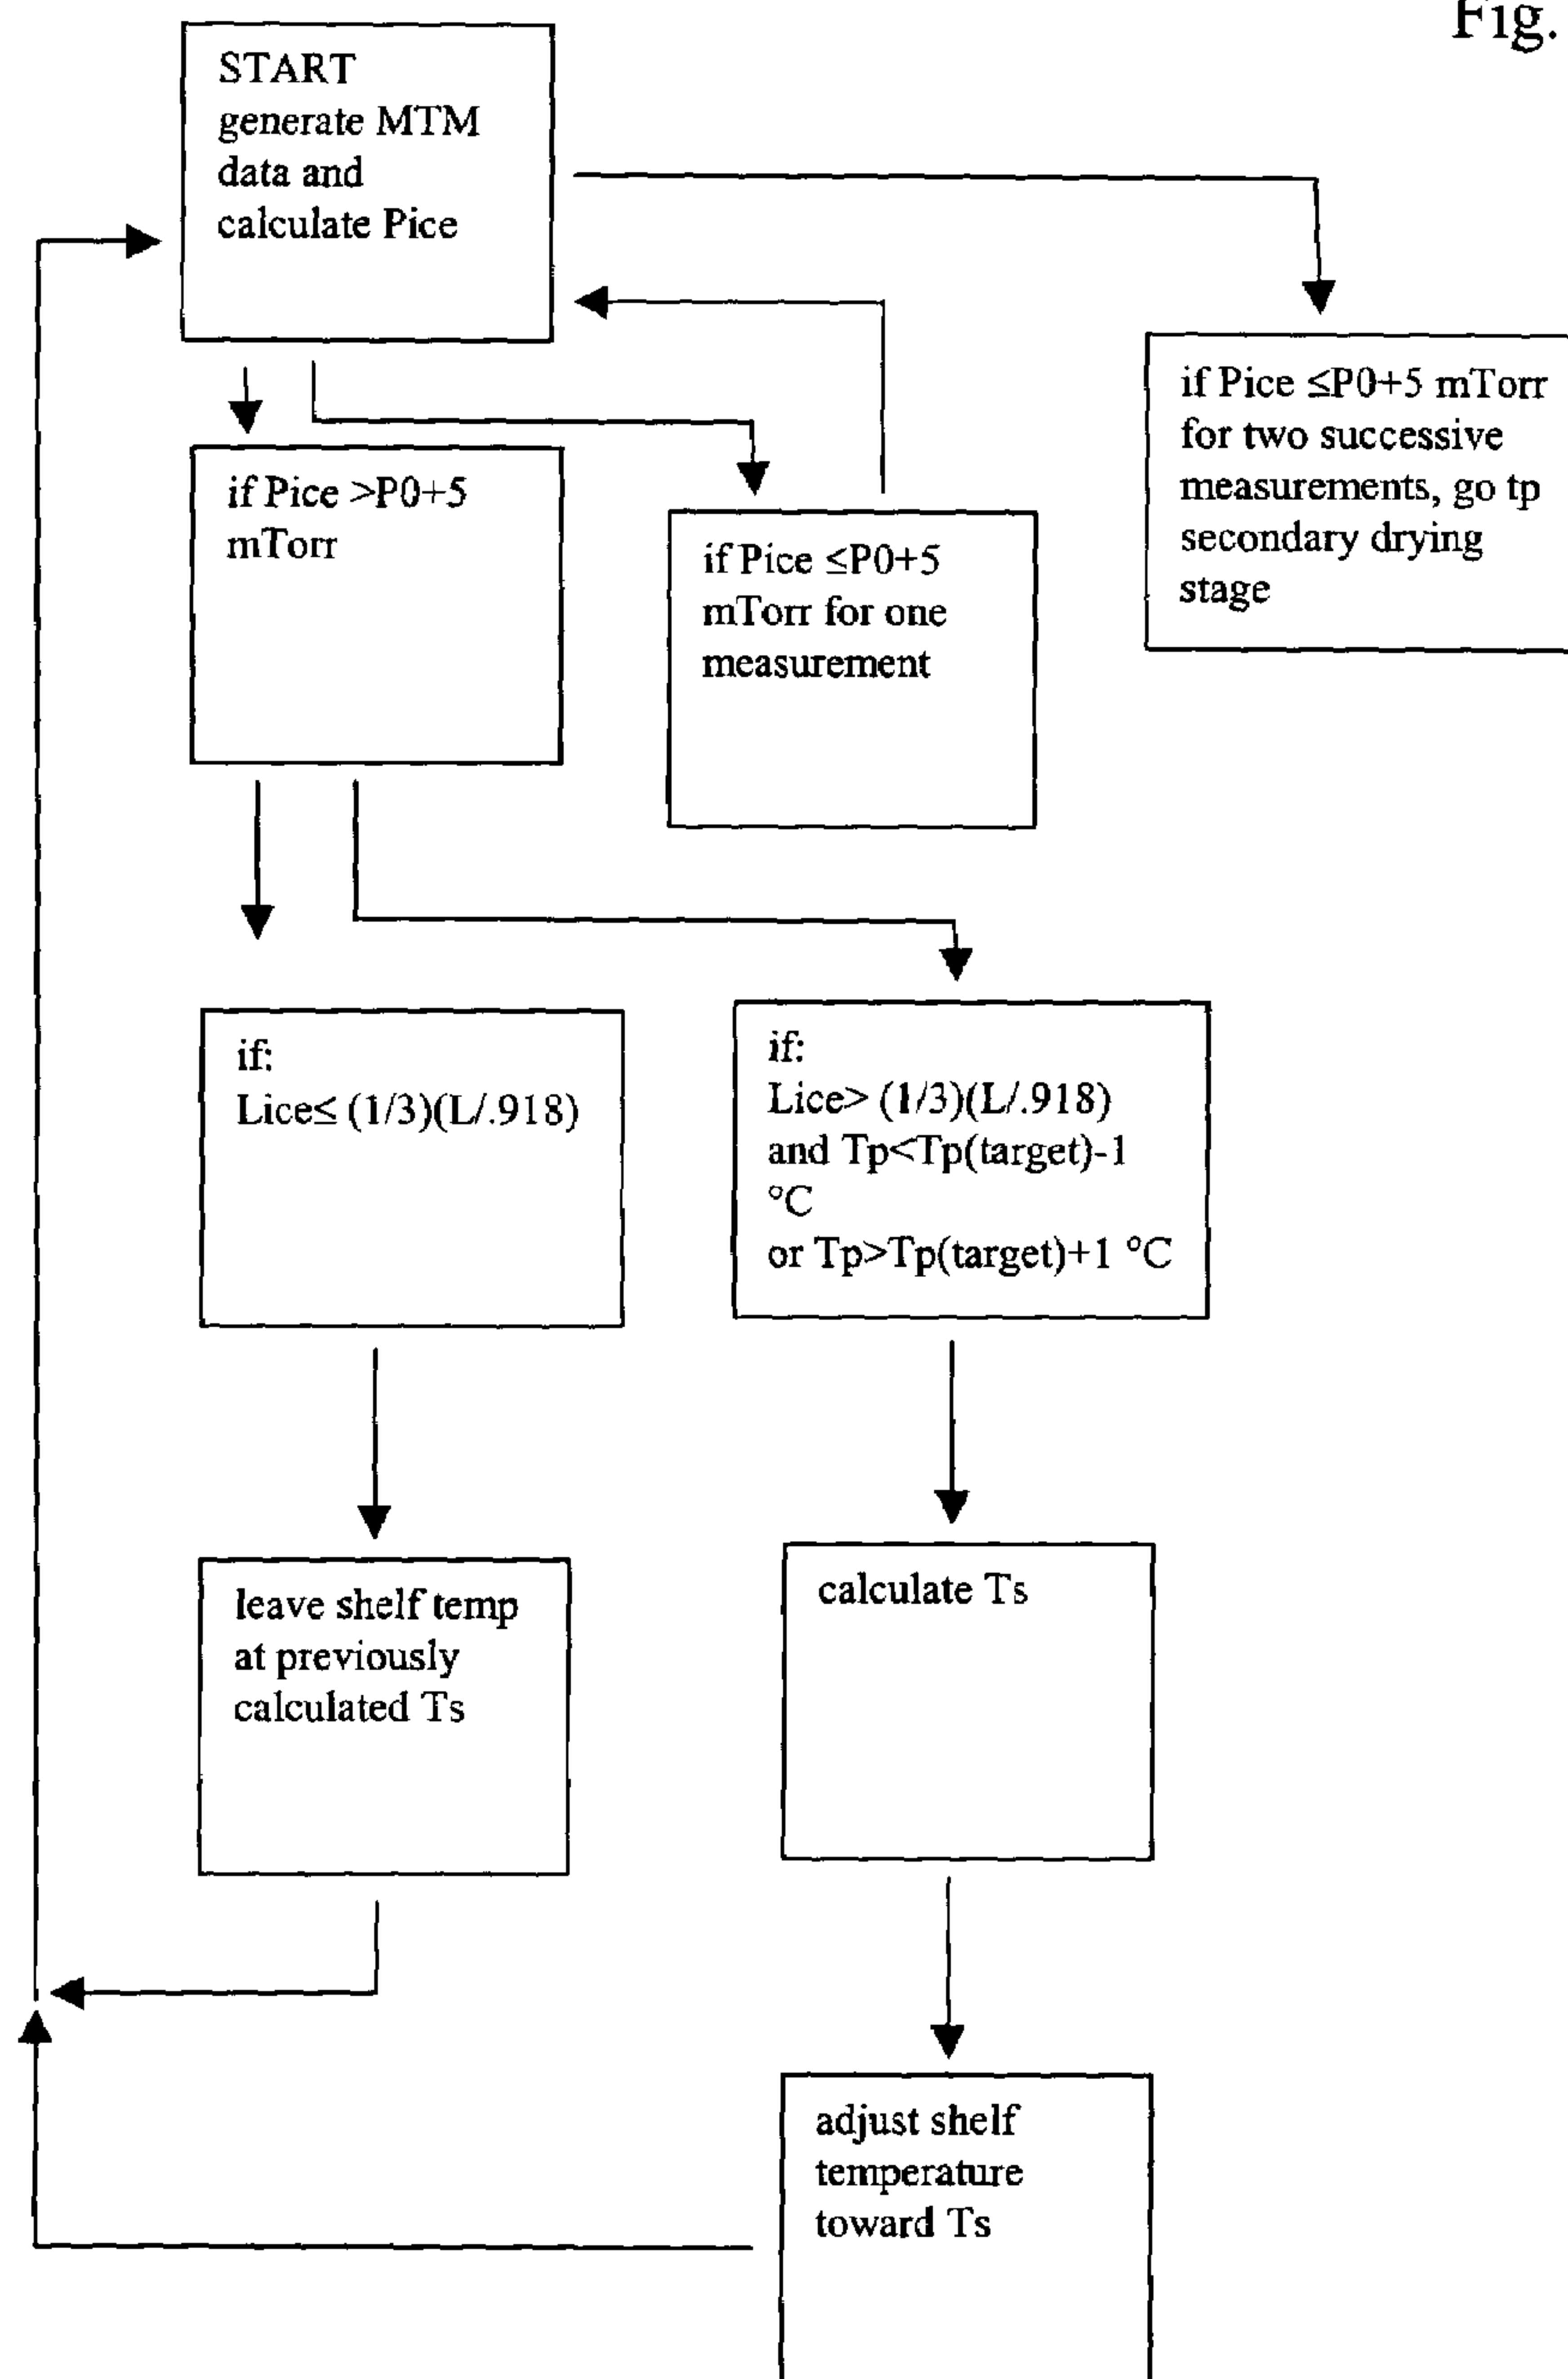 Fig.
START
generate MTM
data and
calculate Pice
if Pice >P0+5
mTorr
if Pice ≤P0+5
mTorr for one
measurement
if Pice ≤P0+5 mTorr
for two successive
measurements, go tp
secondary drying
stage
if:
Lice≤ (1/3)(L/.918)
if:
Lice> (1/3)(L/.918)
and Tp<Tp(target)-1
°C
or Tp>Tp(target)+1 °C
leave shelf temp
at previously
calculated Ts
calculate Ts
adjust shelf
temperature
toward Ts